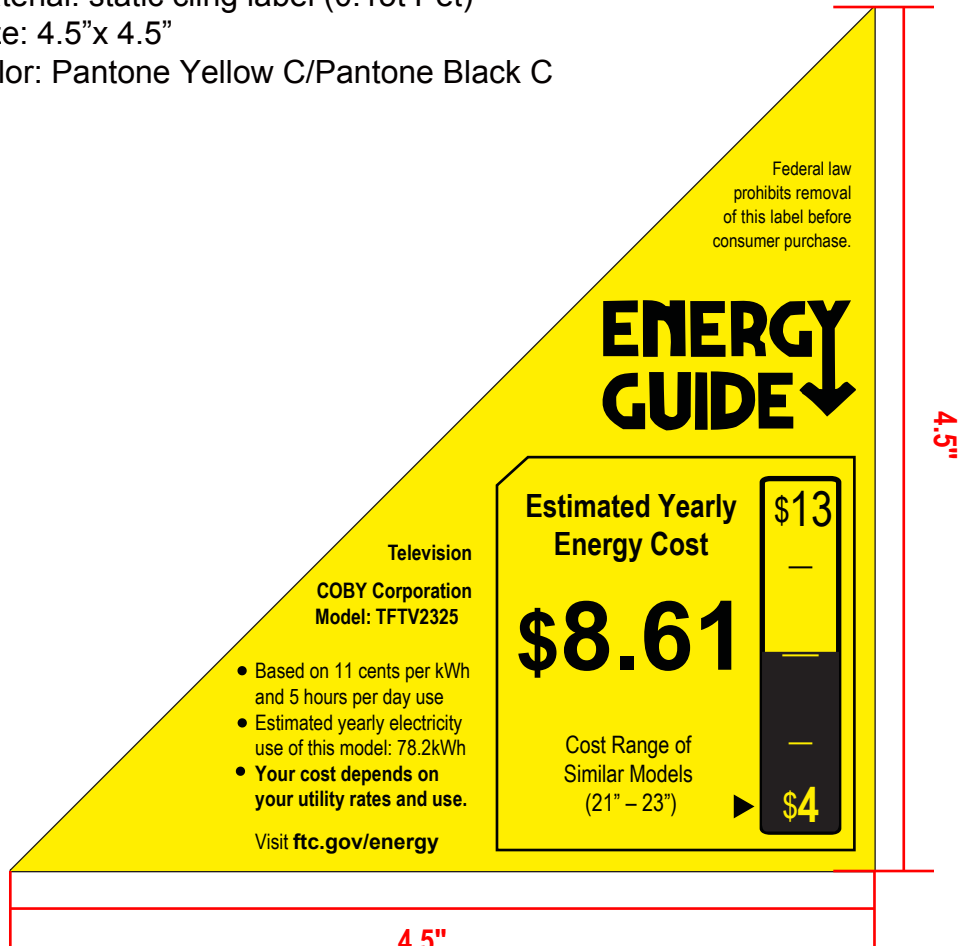 static cling label
4.5”x 4.5”
Pantone Yellow C/Pantone Black C
Federal law
prohibits removal
of this label before
consumer purchase.
ENERGY
GUIDE
4.5"
Television
COBY Corporation
Model: TFTV2325
• Based on 11 cents per kWh
and 5 hours per day use
• Estimated yearly electricity
use of this model: 78.2kWh
• Your cost depends on
your utility rates and use.
Visit ftc.gov/energy
Estimated Yearly
Energy Cost
$8.61
Cost Range of
Similar Models
(21” – 23”)
$13
$4
4.5"